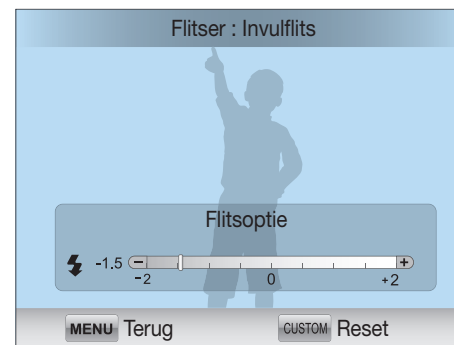 Flitser : Invulflits
Flitsoptie
-1.5 − +
-2 0 +2
MENU Terug CUSTOM Reset